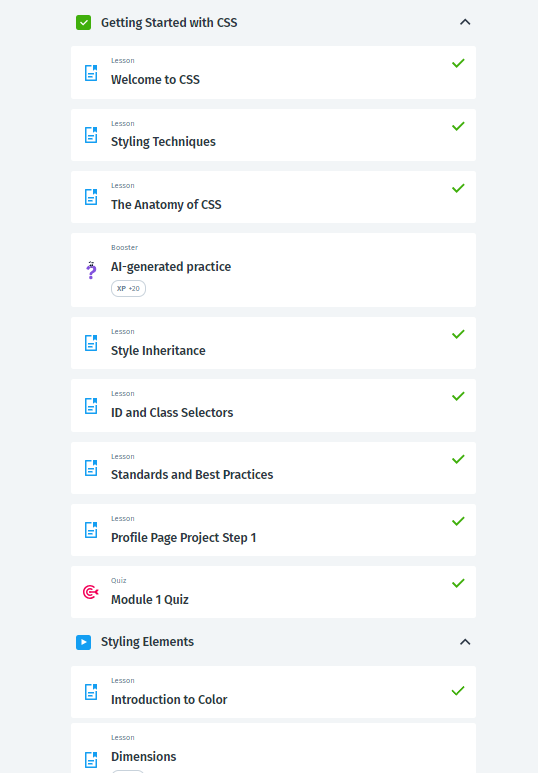 Getting Started with CSS
Lesson
Welcome to CSS
Lesson
Styling Techniques
Lesson
The Anatomy of CSS
Booster
AI-generated practice
XP +20
Lesson
Style Inheritance
Lesson
ID and Class Selectors
Lesson
Standards and Best Practices
Lesson
Profile Page Project Step 1
Quiz
Module 1 Quiz
Styling Elements
Lesson
Introduction to Color
Lesson
Dimensions